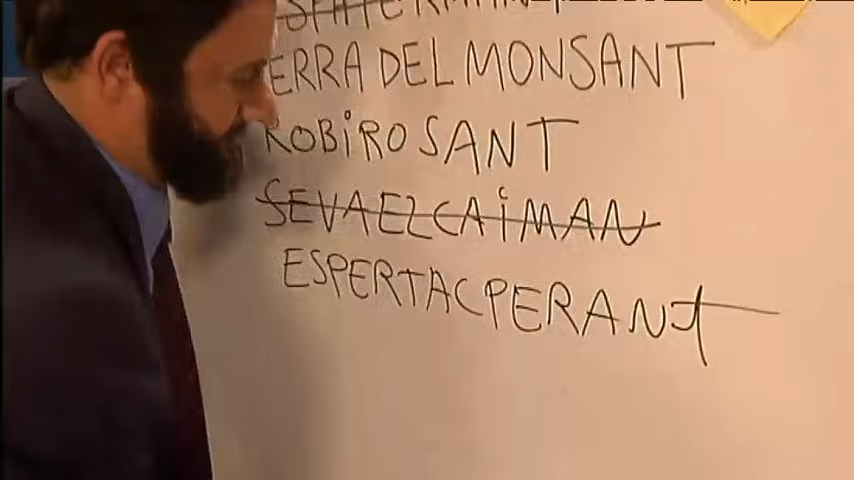 ERRA DEL MONSANT
ROBIROSANT
SEVAELCAIMAN
ESPERTACPERANT